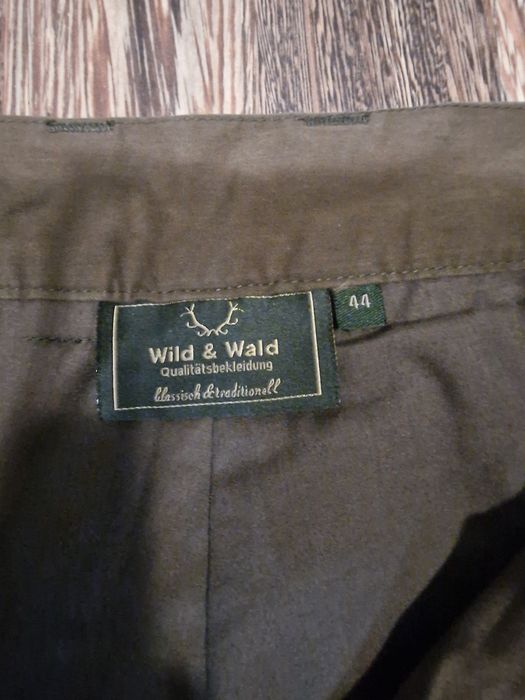 Wild & Wald
Qualitätsbekleidung
klassisch & traditionell
44